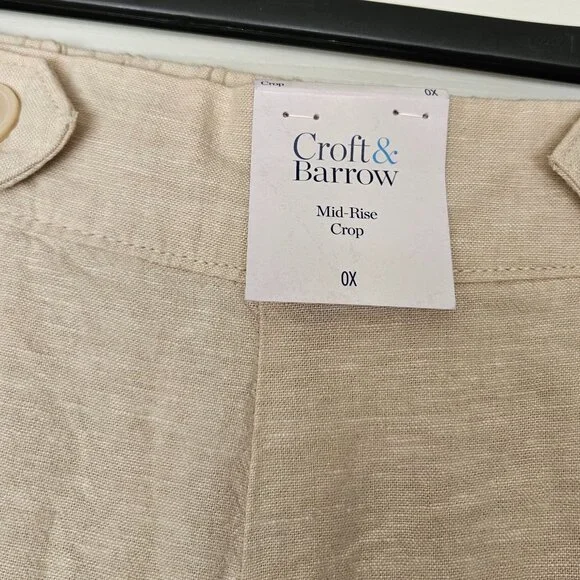 Crop 0X
Croft&
Barrow
Mid-Rise
Crop
0X